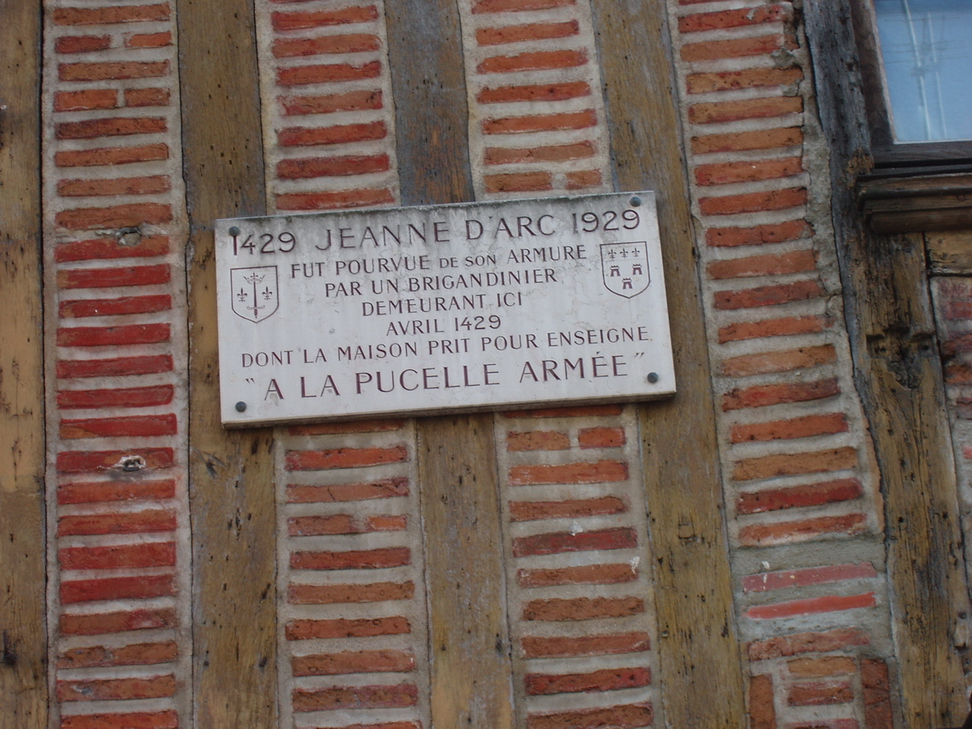 1429 JEANNE D'ARC 1929
FUT POURVUE DE SON ARMURE
PAR UN BRIGANDINIER
DEMEURANT ICI
AVRIL 1429
DONT LA MAISON PRIT POUR ENSEIGNE.
"A LA PUCELLE ARMÉE"